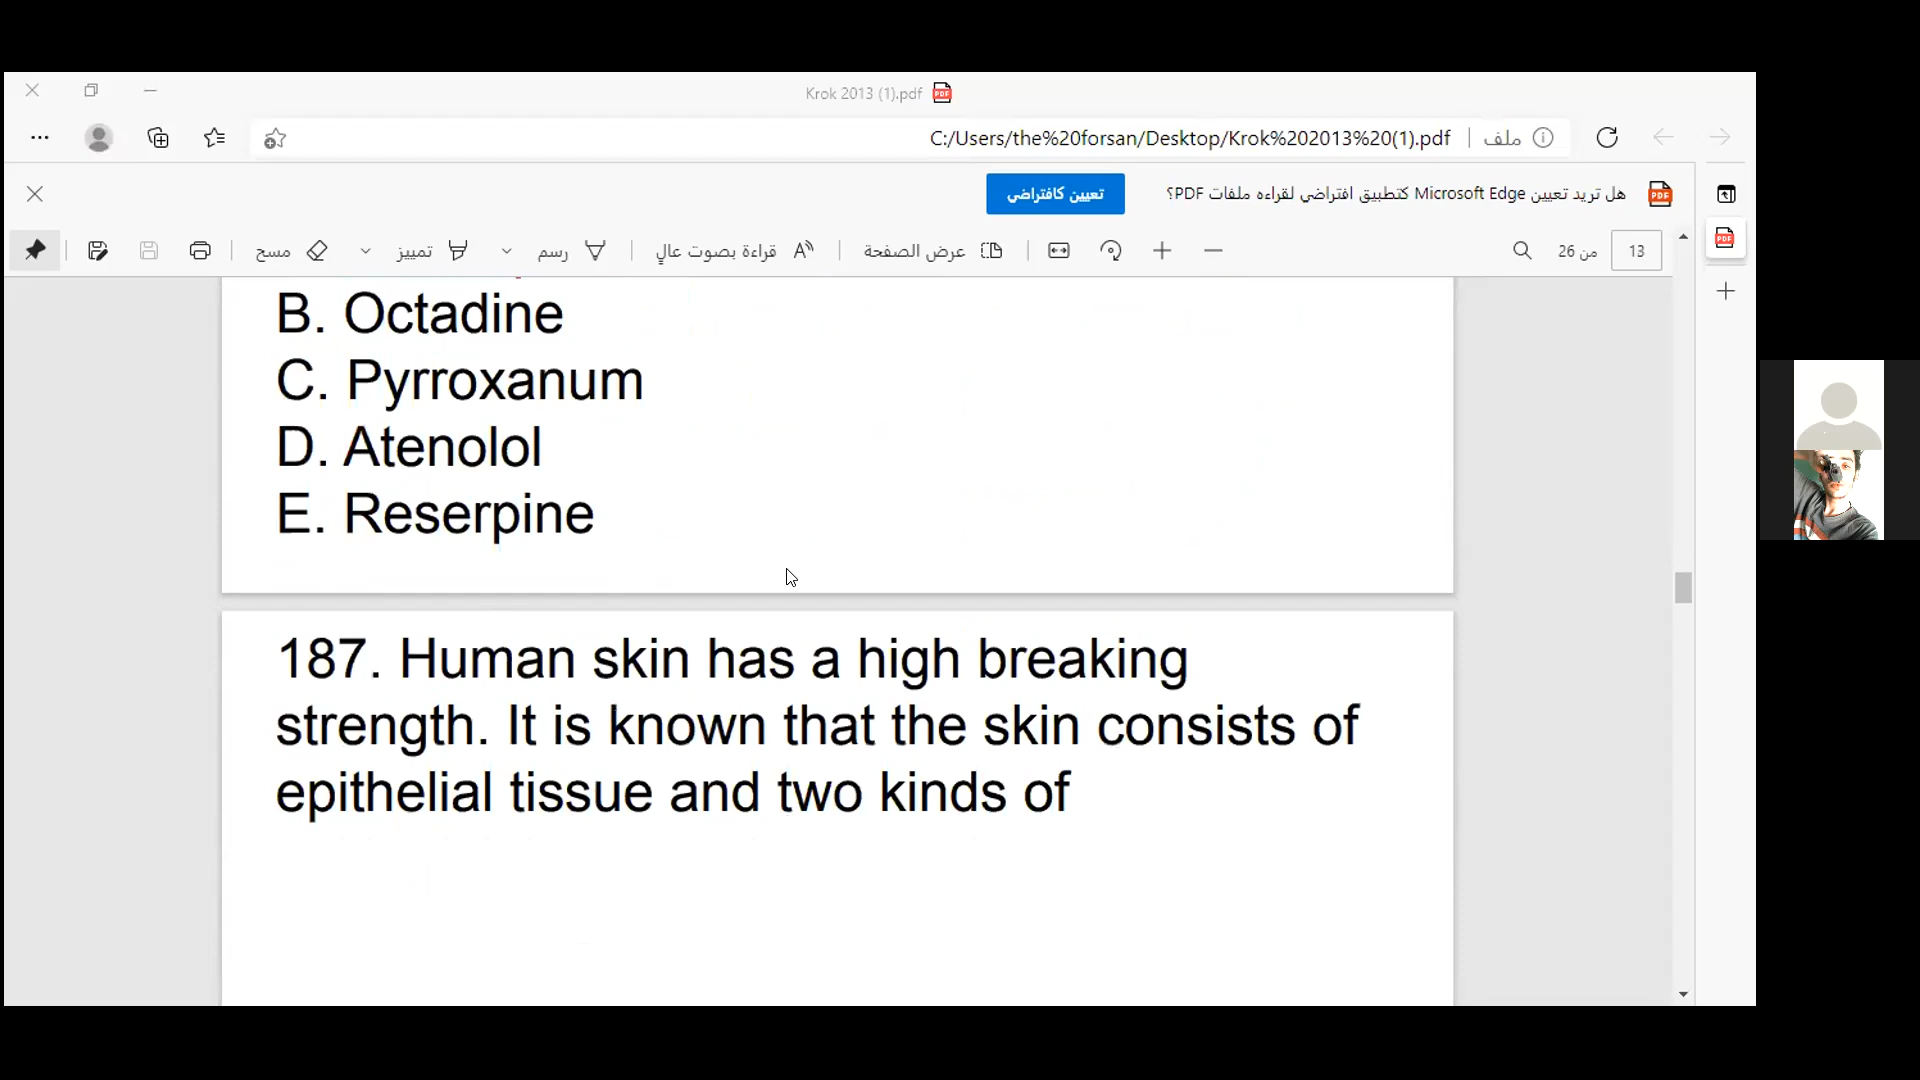 Krok 2013 (1).pdf
C:/Users/the%20forsan/Desktop/Krok%202013%20(1).pdf | ملف
هل تريد تعيين Microsoft Edge كتطبيق افتراضي لقراءه ملفات PDF؟ تعيين كافتراضي
13 من 26 عرض الصفحة قراءة بصوت عالٍ رسم تمييز مسح
B. Octadine
C. Pyrroxanum
D. Atenolol
E. Reserpine
187. Human skin has a high breaking
strength. It is known that the skin consists of
epithelial tissue and two kinds of